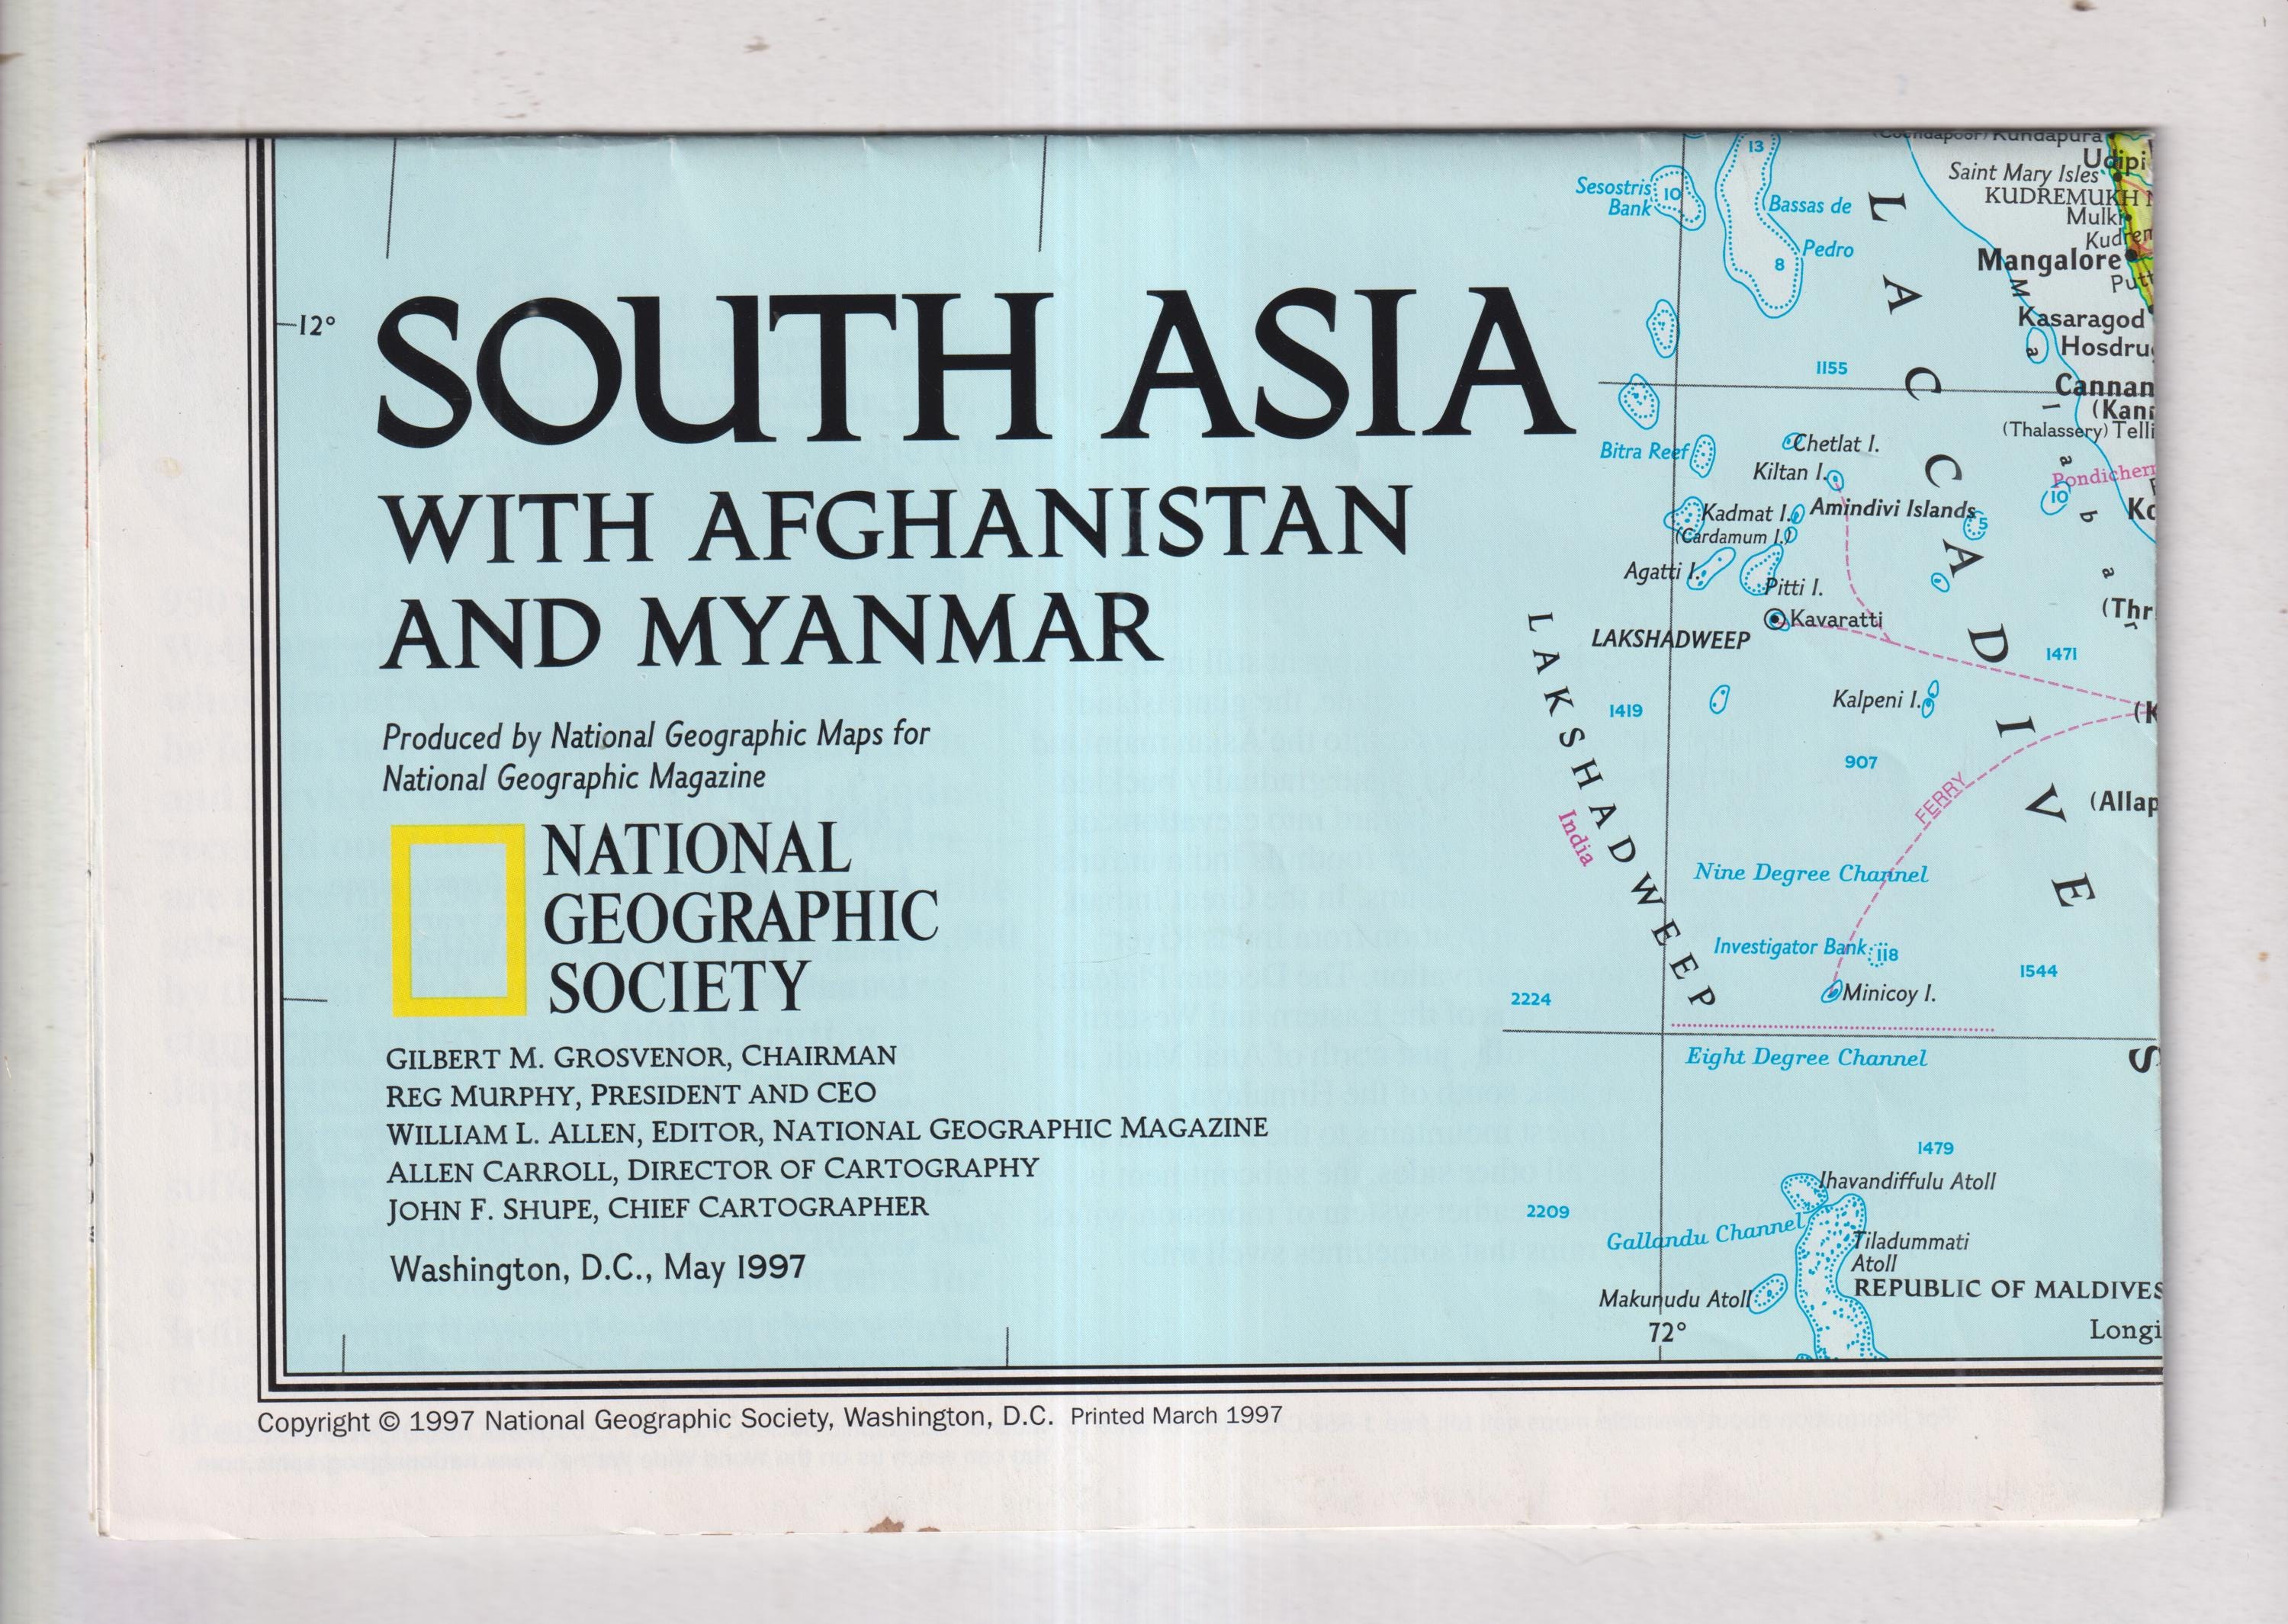 SOUTH ASIA
WITH AFGHANISTAN
AND MYANMAR
Produced by National Geographic Maps for
National Geographic Magazine
NATIONAL
GEOGRAPHIC
SOCIETY
GILBERT M. GROSVENOR, CHAIRMAN
REG MURPHY, PRESIDENT AND CEO
WILLIAM L. ALLEN, EDITOR, NATIONAL GEOGRAPHIC MAGAZINE
ALLEN CARROLL, DIRECTOR OF CARTOGRAPHY
JOHN F. SHUPE, CHIEF CARTOGRAPHER
Washington, D.C., May 1997
12°
13
Sesostris
Bank
10
Bassas de
Pedro
8
Kundapura
Udipi
Saint Mary Isles
KUDREMUKH
Mulki
Mangalore
Kasaragod
1155
(Thalassery)
Bitra Reef
Chetlat I.
Kiltan I.
Kadmat I.
(Cardamum I.)
Amindivi Islands
5
10
Agatti I.
Pitti I.
Kavaratti
LAKSHADWEEP
1471
Kalpeni I.
1419
907
FERRY
LACCADIVE
Malabar
LAKSHADWEEP
India
Nine Degree Channel
Investigator Bank
118
1544
Minicoy I.
2224
Eight Degree Channel
S
1479
Ihavandiffulu Atoll
2209
Gallandu Channel
Tiladummati
Atoll
REPUBLIC OF MALDIVES
Makunudu Atoll
72°
Longi
Copyright © 1997 National Geographic Society, Washington, D.C. Printed March 1997